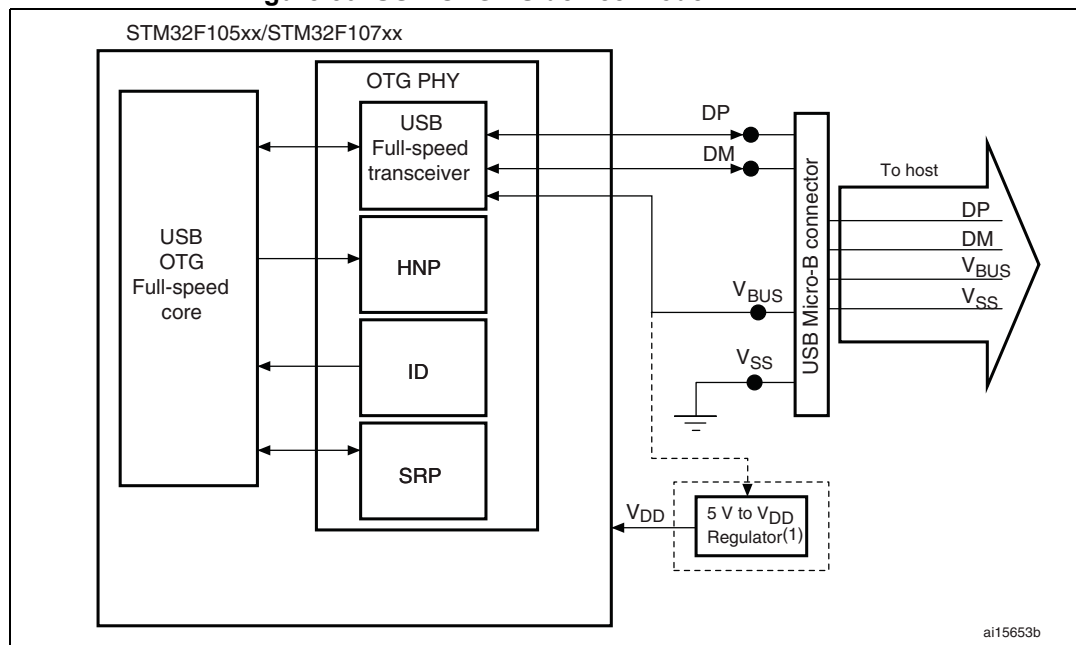 STM32F105xx/STM32F107xx
OTG PHY
USB
Full-speed
transceiver
HNP
ID
SRP
USB
OTG
Full-speed
core
DP
DM
VBUS
VSS
USB Micro-B connector
To host
DP
DM
VBUS
VSS
VDD
5 V to VDD
Regulator(1)
ai15653b